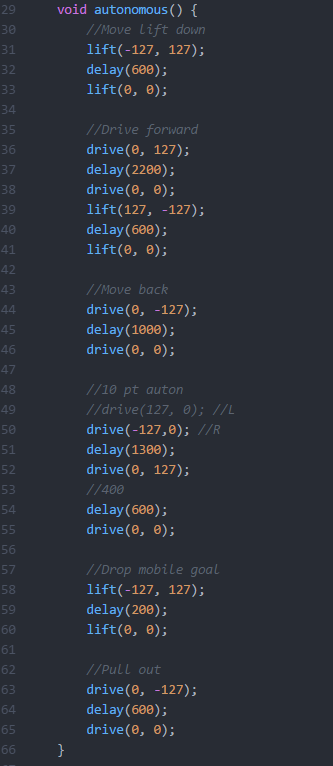 29 void autonomous() {
30 //Move lift down
31 lift(-127, 127);
32 delay(600);
33 lift(0, 0);
34
35 //Drive forward
36 drive(0, 127);
37 delay(2200);
38 drive(0, 0);
39 lift(127, -127);
40 delay(600);
41 lift(0, 0);
42
43 //Move back
44 drive(0, -127);
45 delay(1000);
46 drive(0, 0);
47
48 //10 pt auton
49 //drive(127, 0); //L
50 drive(-127,0); //R
51 delay(1300);
52 drive(0, 127);
53 //400
54 delay(600);
55 drive(0, 0);
56
57 //Drop mobile goal
58 lift(-127, 127);
59 delay(200);
60 lift(0, 0);
61
62 //Pull out
63 drive(0, -127);
64 delay(600);
65 drive(0, 0);
66 }